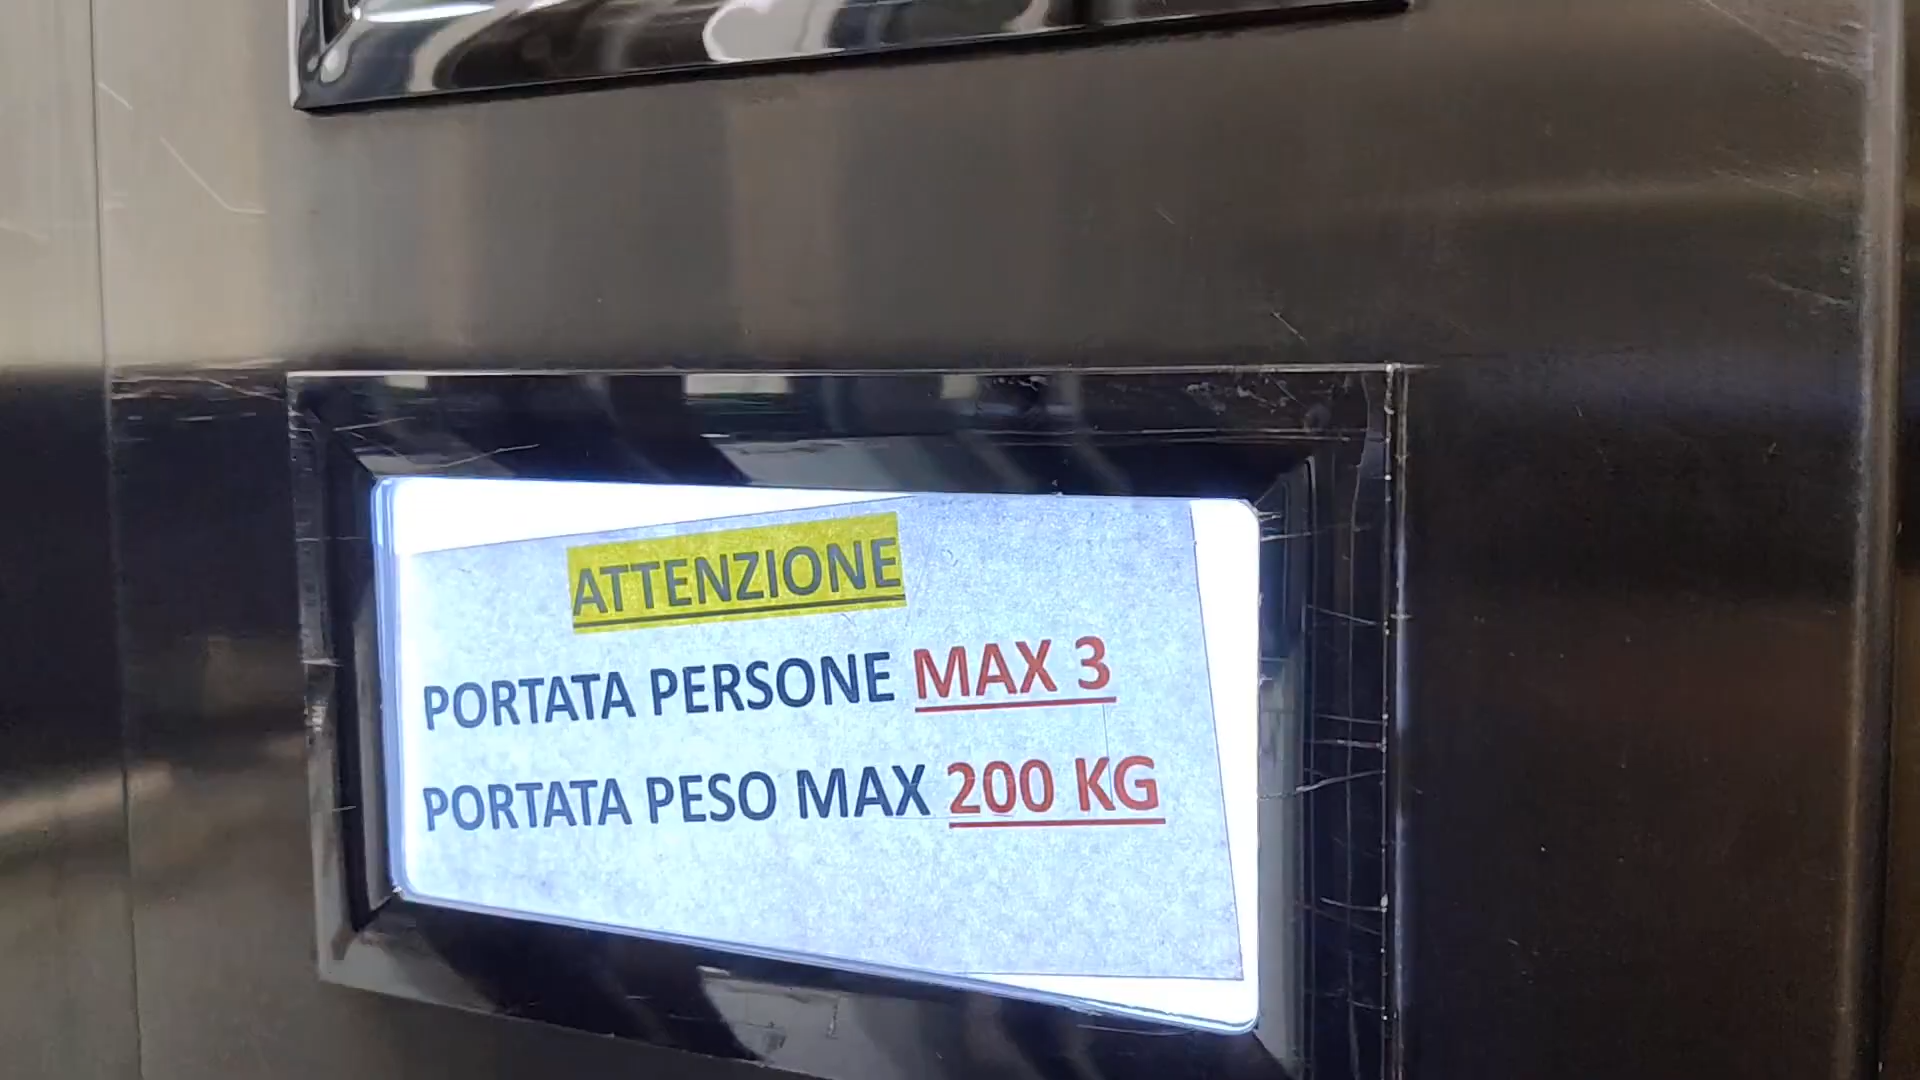 ATTENZIONE
PORTATA PERSONE MAX 3
PORTATA PESO MAX 200 KG